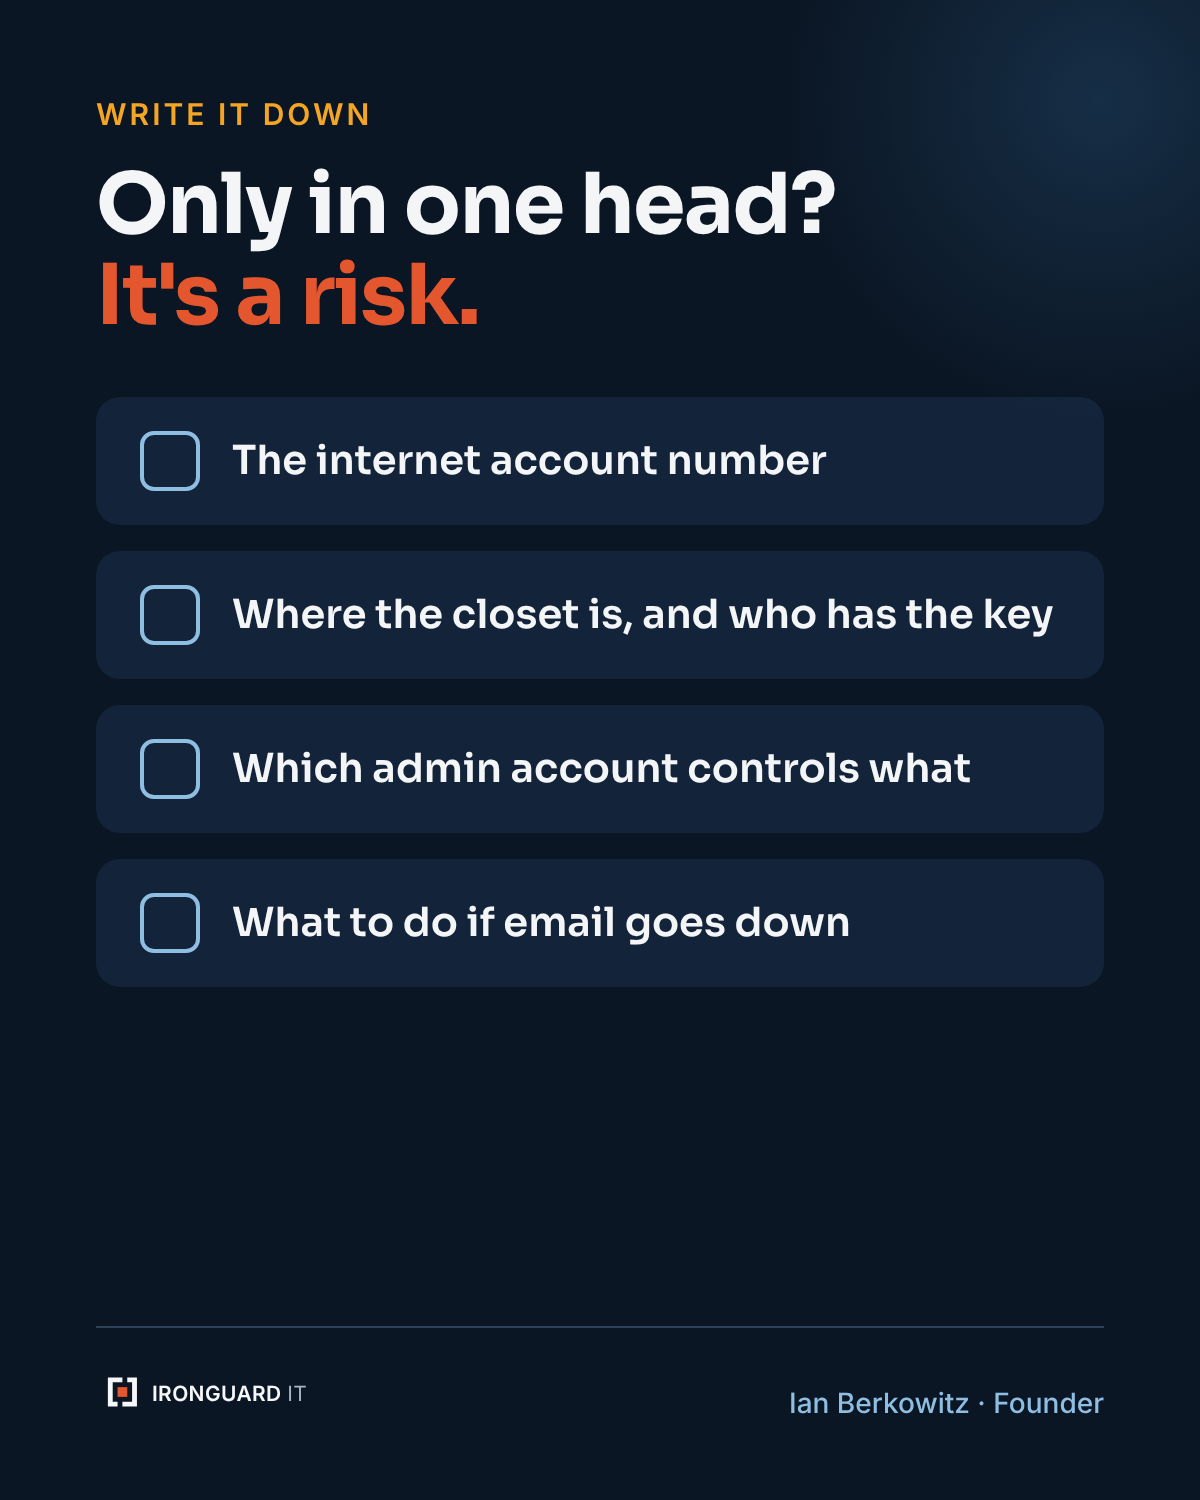 WRITE IT DOWN
Only in one head?
It's a risk.
The internet account number
Where the closet is, and who has the key
Which admin account controls what
What to do if email goes down
IRONGUARD IT
Ian Berkowitz · Founder